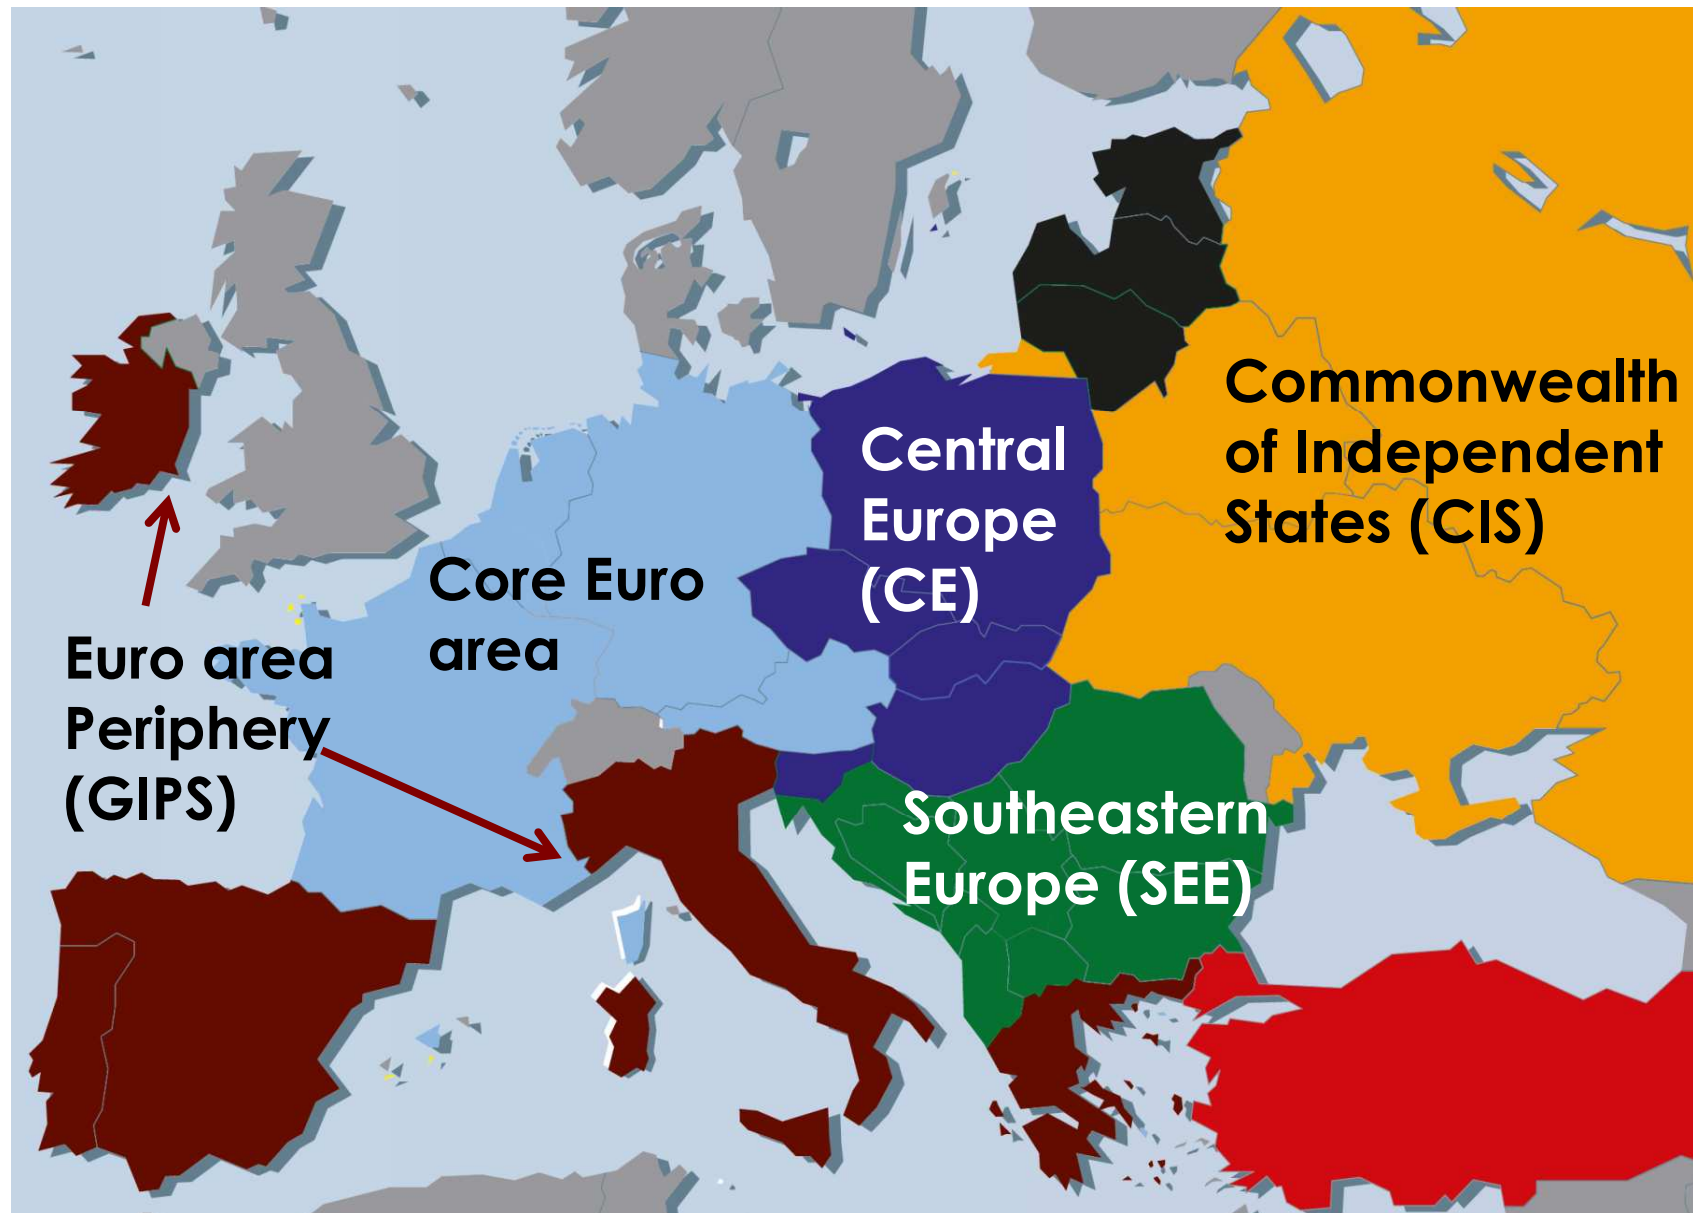 Commonwealth
of Independent
States (CIS)
Central
Europe
(CE)
Core Euro
area
Euro area
Periphery
(GIPS)
Southeastern
Europe (SEE)